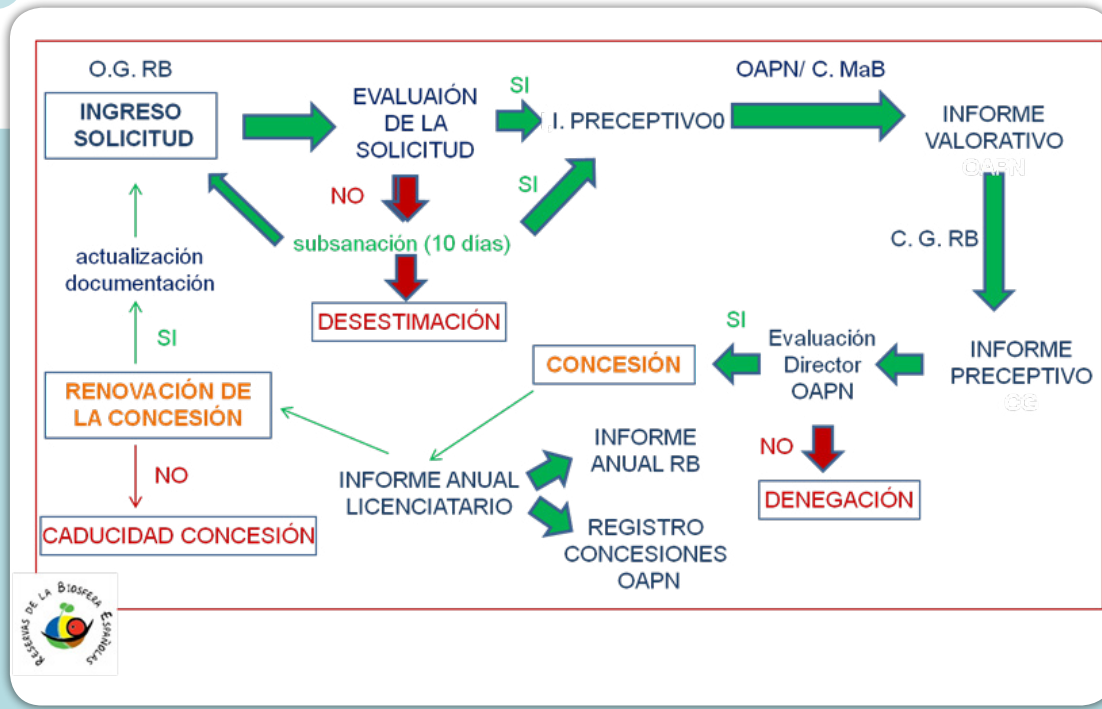 O.G. RB
INGRESO
SOLICITUD
EVALUAIÓN
DE LA
SOLICITUD
SI
I. PRECEPTIVO0
OAPN/ C. MaB
INFORME
VALORATIVO
OAPN
NO
SI
subsanación (10 días)
DESESTIMACIÓN
C. G. RB
INFORME
PRECEPTIVO
CG
Evaluación
Director
OAPN
SI
CONCESIÓN
NO
DENEGACIÓN
INFORME ANUAL
LICENCIATARIO
INFORME
ANUAL RB
REGISTRO
CONCESIONES
OAPN
RENOVACIÓN DE
LA CONCESIÓN
SI
actualización
documentación
NO
CADUCIDAD CONCESIÓN
RESERVAS DE LA BIOSFERA ESPAÑOLAS